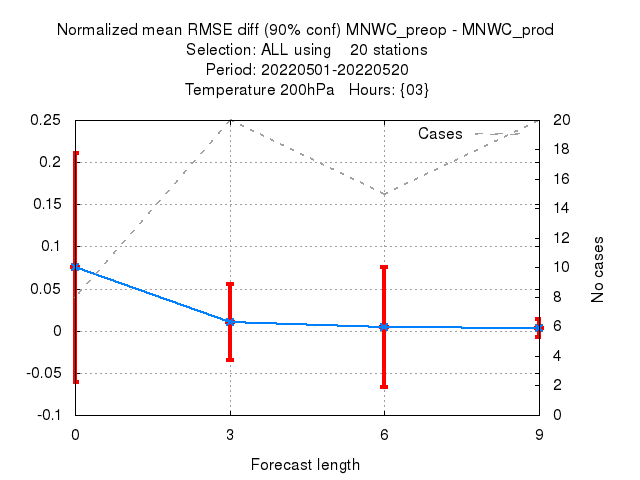 Normalized mean RMSE diff (90% conf) MNWC_preop - MNWC_prod
Selection: ALL using    20 stations
Period: 20220501-20220520
Temperature 200hPa   Hours: {03}
Cases
0.25
0.2
0.15
0.1
0.05
0
-0.05
-0.1
20
18
16
14
12
10
8
6
4
2
0
No cases
0 3 6 9
Forecast length